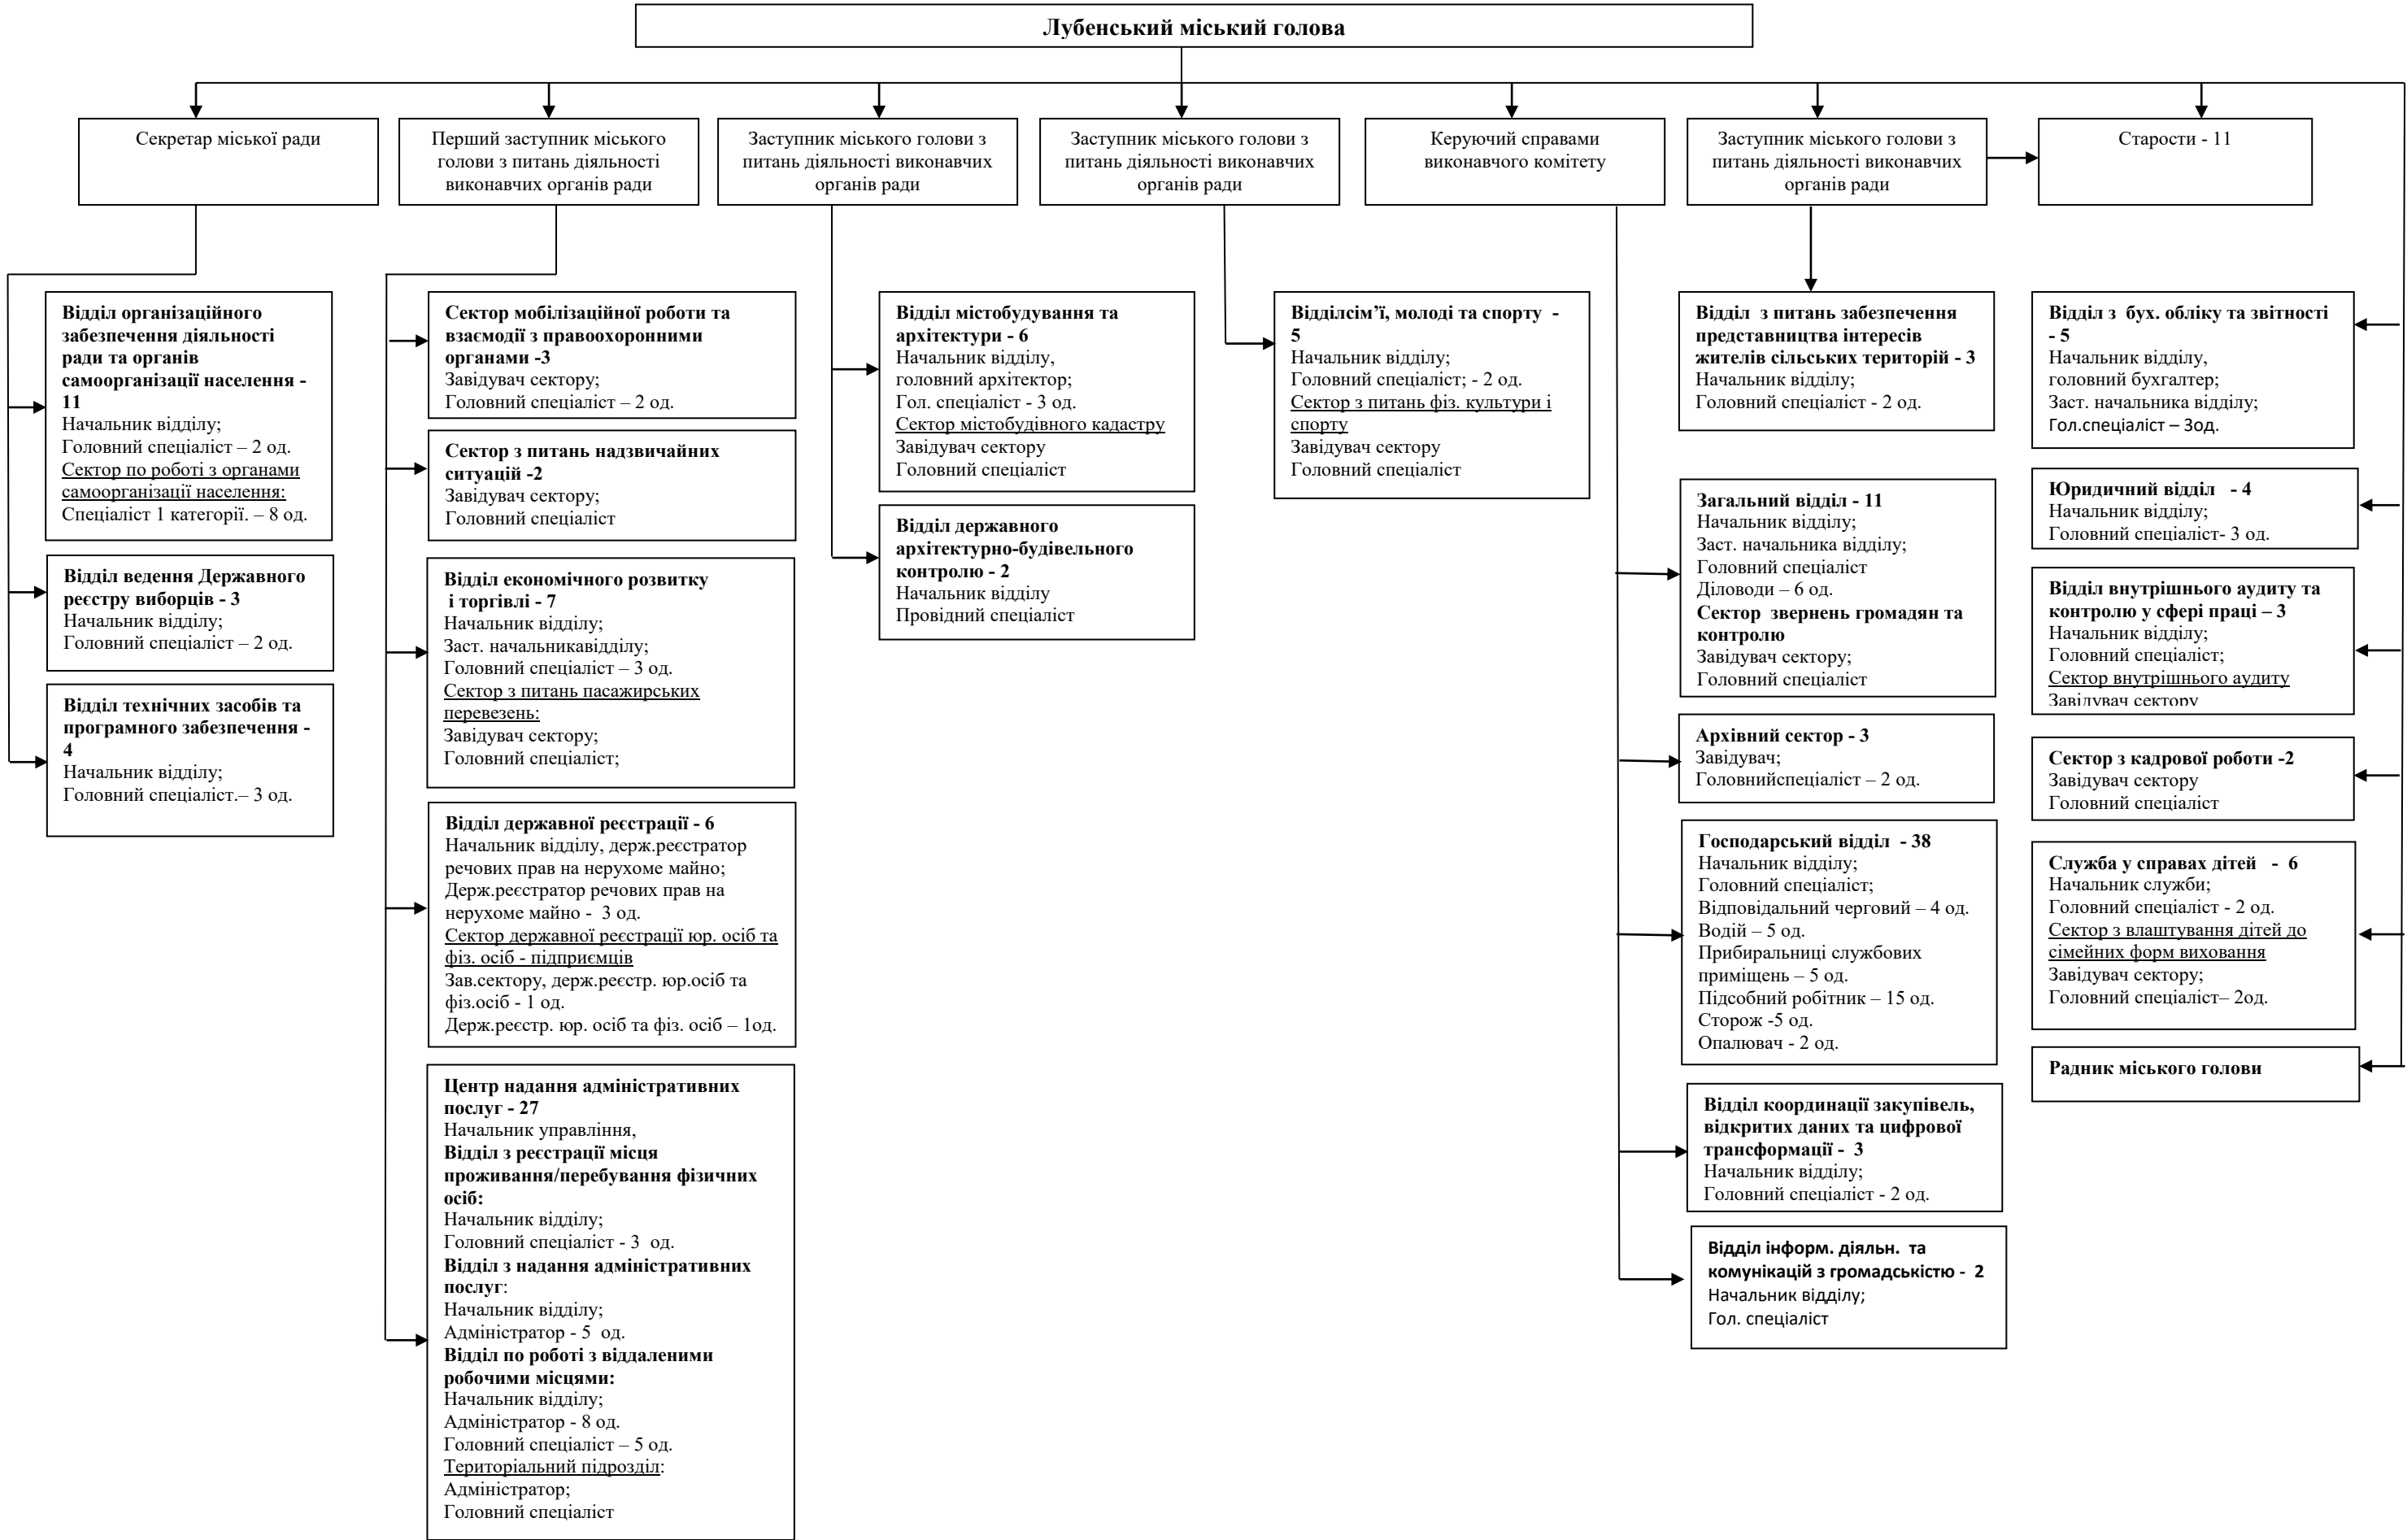 Лубенський міський голова
Секретар міської ради
Перший заступник міського
голови з питань діяльності
виконавчих органів ради
Заступник міського голови з
питань діяльності виконавчих
органів ради
Заступник міського голови з
питань діяльності виконавчих
органів ради
Керуючий справами
виконавчого комітету
Заступник міського голови з
питань діяльності виконавчих
органів ради
Старости - 11
Відділ організаційного
забезпечення діяльності
ради та органів
самоорганізації населення -
11
Начальник відділу;
Головний спеціаліст – 2 од.
Сектор по роботі з органами
самоорганізації населення:
Спеціаліст 1 категорії. – 8 од.
Відділ ведення Державного
реєстру виборців - 3
Начальник відділу;
Головний спеціаліст – 2 од.
Відділ технічних засобів та
програмного забезпечення -
4
Начальник відділу;
Головний спеціаліст.– 3 од.
Сектор мобілізаційної роботи та
взаємодії з правоохоронними
органами -3
Завідувач сектору;
Головний спеціаліст – 2 од.
Сектор з питань надзвичайних
ситуацій -2
Завідувач сектору;
Головний спеціаліст
Відділ економічного розвитку
і торгівлі - 7
Начальник відділу;
Заст. начальникавідділу;
Головний спеціаліст – 3 од.
Сектор з питань пасажирських
перевезень:
Завідувач сектору;
Головний спеціаліст;
Відділ державної реєстрації - 6
Начальник відділу, держ.реєстратор
речових прав на нерухоме майно;
Держ.реєстратор речових прав на
нерухоме майно - 3 од.
Сектор державної реєстрації юр. осіб та
фіз. осіб - підприємців
Зав.сектору, держ.реєстр. юр.осіб та
фіз.осіб - 1 од.
Держ.реєстр. юр. осіб та фіз. осіб – 1од.
Центр надання адміністративних
послуг - 27
Начальник управління,
Відділ з реєстрації місця
проживання/перебування фізичних
осіб:
Начальник відділу;
Головний спеціаліст - 3 од.
Відділ з надання адміністративних
послуг:
Начальник відділу;
Адміністратор - 5 од.
Відділ по роботі з віддаленими
робочими місцями:
Начальник відділу;
Адміністратор - 8 од.
Головний спеціаліст – 5 од.
Територіальний підрозділ:
Адміністратор;
Головний спеціаліст
Відділ містобудування та
архітектури - 6
Начальник відділу,
головний архітектор;
Гол. спеціаліст - 3 од.
Сектор містобудівного кадастру
Завідувач сектору
Головний спеціаліст
Відділ державного
архітектурно-будівельного
контролю - 2
Начальник відділу
Провідний спеціаліст
Відділсім’ї, молоді та спорту -
5
Начальник відділу;
Головний спеціаліст; - 2 од.
Сектор з питань фіз. культури і
спорту
Завідувач сектору
Головний спеціаліст
Відділ з питань забезпечення
представництва інтересів
жителів сільських територій - 3
Начальник відділу;
Головний спеціаліст - 2 од.
Загальний відділ - 11
Начальник відділу;
Заст. начальника відділу;
Головний спеціаліст
Діловоди – 6 од.
Сектор звернень громадян та
контролю
Завідувач сектору;
Головний спеціаліст
Архівний сектор - 3
Завідувач;
Головнийспеціаліст – 2 од.
Господарський відділ - 38
Начальник відділу;
Головний спеціаліст;
Відповідальний черговий – 4 од.
Водій – 5 од.
Прибиральниці службових
приміщень – 5 од.
Підсобний робітник – 15 од.
Сторож -5 од.
Опалювач - 2 од.
Відділ координації закупівель,
відкритих даних та цифрової
трансформації - 3
Начальник відділу;
Головний спеціаліст - 2 од.
Відділ інформ. діяльн. та
комунікацій з громадськістю - 2
Начальник відділу;
Гол. спеціаліст
Відділ з бух. обліку та звітності
- 5
Начальник відділу,
головний бухгалтер;
Заст. начальника відділу;
Гол.спеціаліст – 3од.
Юридичний відділ - 4
Начальник відділу;
Головний спеціаліст- 3 од.
Відділ внутрішнього аудиту та
контролю у сфері праці – 3
Начальник відділу;
Головний спеціаліст;
Сектор внутрішнього аудиту
Завідувач сектору
Сектор з кадрової роботи -2
Завідувач сектору
Головний спеціаліст
Служба у справах дітей - 6
Начальник служби;
Головний спеціаліст - 2 од.
Сектор з влаштування дітей до
сімейних форм виховання
Завідувач сектору;
Головний спеціаліст– 2од.
Радник міського голови